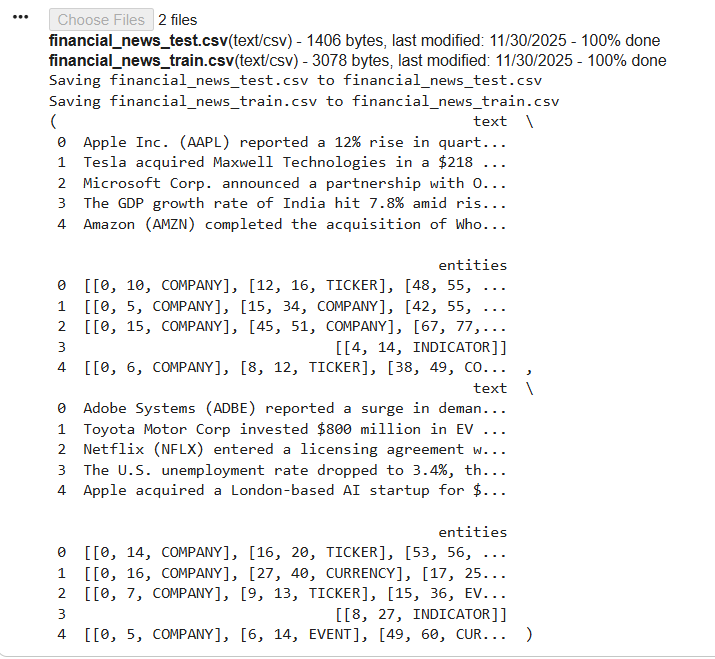 •••
Choose Files 2 files
financial_news_test.csv(text/csv) - 1406 bytes, last modified: 11/30/2025 - 100% done
financial_news_train.csv(text/csv) - 3078 bytes, last modified: 11/30/2025 - 100% done
Saving financial_news_test.csv to financial_news_test.csv
Saving financial_news_train.csv to financial_news_train.csv
( text \
0 Apple Inc. (AAPL) reported a 12% rise in quart...
1 Tesla acquired Maxwell Technologies in a $218 ...
2 Microsoft Corp. announced a partnership with O...
3 The GDP growth rate of India hit 7.8% amid ris...
4 Amazon (AMZN) completed the acquisition of Who...
entities
0 [[0, 10, COMPANY], [12, 16, TICKER], [48, 55, ...
1 [[0, 5, COMPANY], [15, 34, COMPANY], [42, 55, ...
2 [[0, 15, COMPANY], [45, 51, COMPANY], [67, 77,...
3 [[4, 14, INDICATOR]]
4 [[0, 6, COMPANY], [8, 12, TICKER], [38, 49, CO... ,
text \
0 Adobe Systems (ADBE) reported a surge in deman...
1 Toyota Motor Corp invested $800 million in EV ...
2 Netflix (NFLX) entered a licensing agreement w...
3 The U.S. unemployment rate dropped to 3.4%, th...
4 Apple acquired a London-based AI startup for $...
entities
0 [[0, 14, COMPANY], [16, 20, TICKER], [53, 56, ...
1 [[0, 16, COMPANY], [27, 40, CURRENCY], [17, 25...
2 [[0, 7, COMPANY], [9, 13, TICKER], [15, 36, EV...
3 [[8, 27, INDICATOR]]
4 [[0, 5, COMPANY], [6, 14, EVENT], [49, 60, CUR... )